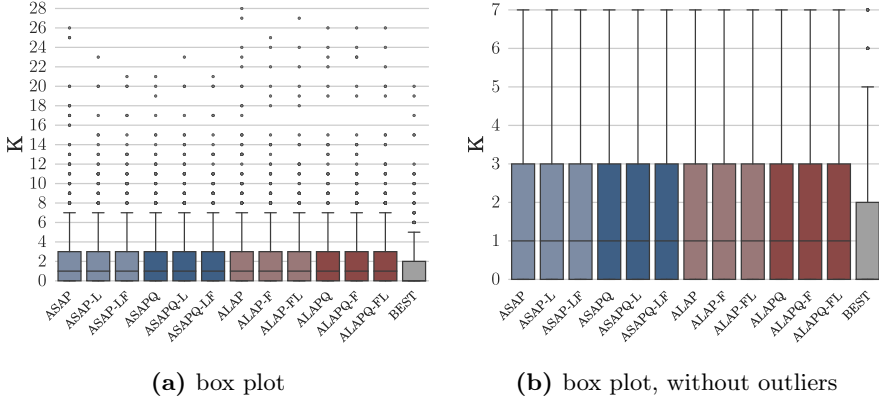 28
26
24
22
20
18
16
14
12
10
8
6
4
2
0
K
ASAP
ASAP-L
ASAP-LF
ASAPQ
ASAPQ-L
ASAPQ-LF
ALAP
ALAP-F
ALAP-FL
ALAPQ
ALAPQ-F
ALAPQ-FL
BEST
(a) box plot
7
6
5
4
3
2
1
0
K
ASAP
ASAP-L
ASAP-LF
ASAPQ
ASAPQ-L
ASAPQ-LF
ALAP
ALAP-F
ALAP-FL
ALAPQ
ALAPQ-F
ALAPQ-FL
BEST
(b) box plot, without outliers